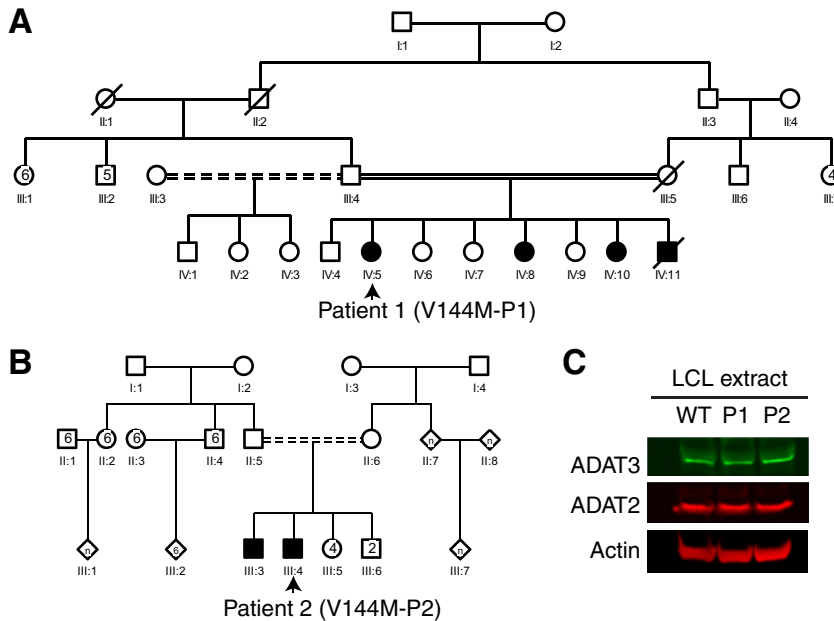 A
I:1 I:2
II:1 II:2 II:3 II:4
6 5 4
III:1 III:2 III:3 III:4 III:5 III:6
IV:1 IV:2 IV:3 IV:4 IV:5 IV:6 IV:7 IV:8 IV:9 IV:10 IV:11
Patient 1 (V144M-P1)
B
I:1 I:2 I:3 I:4
6 6 6 6 n n
II:1 II:2 II:3 II:4 II:5 II:6 II:7 II:8
n 6 4 2 n
III:1 III:2 III:3 III:4 III:5 III:6 III:7
Patient 2 (V144M-P2)
C
LCL extract
WT P1 P2
ADAT3
ADAT2
Actin